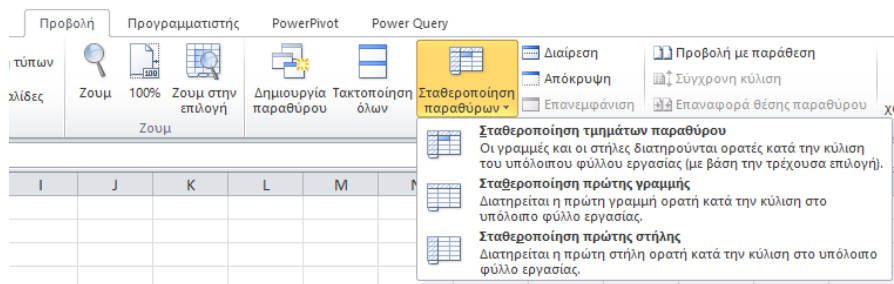 Προβολή Προγραμματιστής PowerPivot Power Query
τύπων
Ζουμ 100% Ζουμ στην επιλογή
Δημιουργία παραθύρου Τακτοποίηση όλων Σταθεροποίηση παραθύρων
Διαίρεση
Απόκρυψη
Επανεμφάνιση
Προβολή με παράθεση
Σύγχρονη κύλιση
Επαναφορά θέσης παραθύρου
Ζουμ
Σταθεροποίηση τμημάτων παραθύρου
Οι γραμμές και οι στήλες διατηρούνται ορατές κατά την κύλιση
του υπόλοιπου φύλλου εργασίας (με βάση την τρέχουσα επιλογή).
Σταθεροποίηση πρώτης γραμμής
Διατηρείται η πρώτη γραμμή ορατή κατά την κύλιση στο
υπόλοιπο φύλλο εργασίας.
Σταθεροποίηση πρώτης στήλης
Διατηρείται η πρώτη στήλη ορατή κατά την κύλιση στο υπόλοιπο
φύλλο εργασίας.
I J K L M